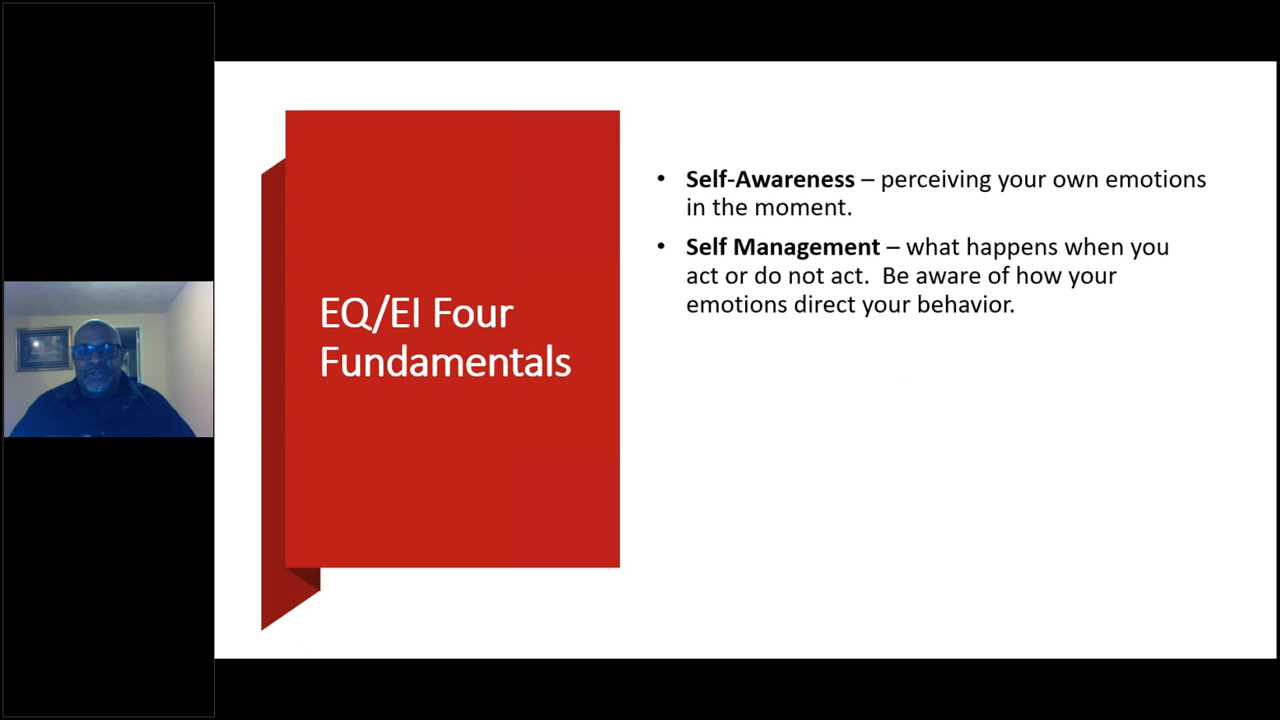 EQ/EI Four
Fundamentals
• Self-Awareness – perceiving your own emotions
in the moment.
• Self Management – what happens when you
act or do not act.  Be aware of how your
emotions direct your behavior.